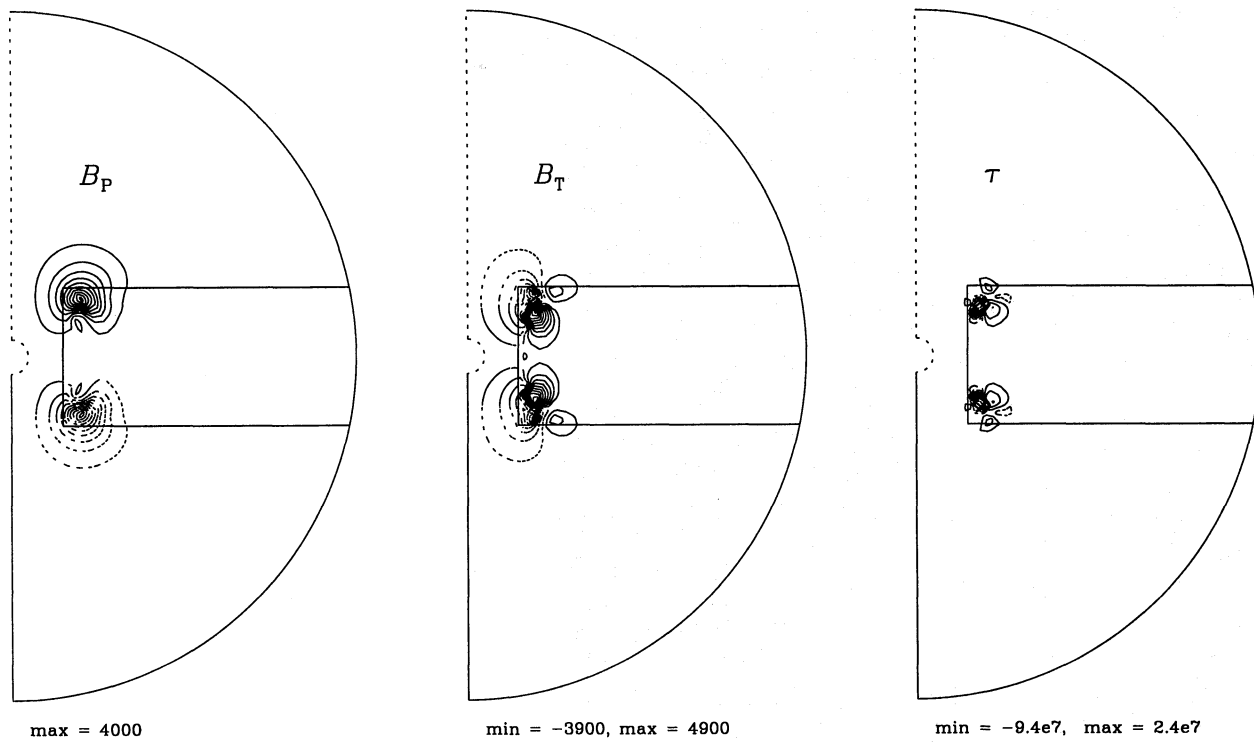 B_P
B_T
τ
max = 4000
min = -3900, max = 4900
min = -9.4e7, max = 2.4e7